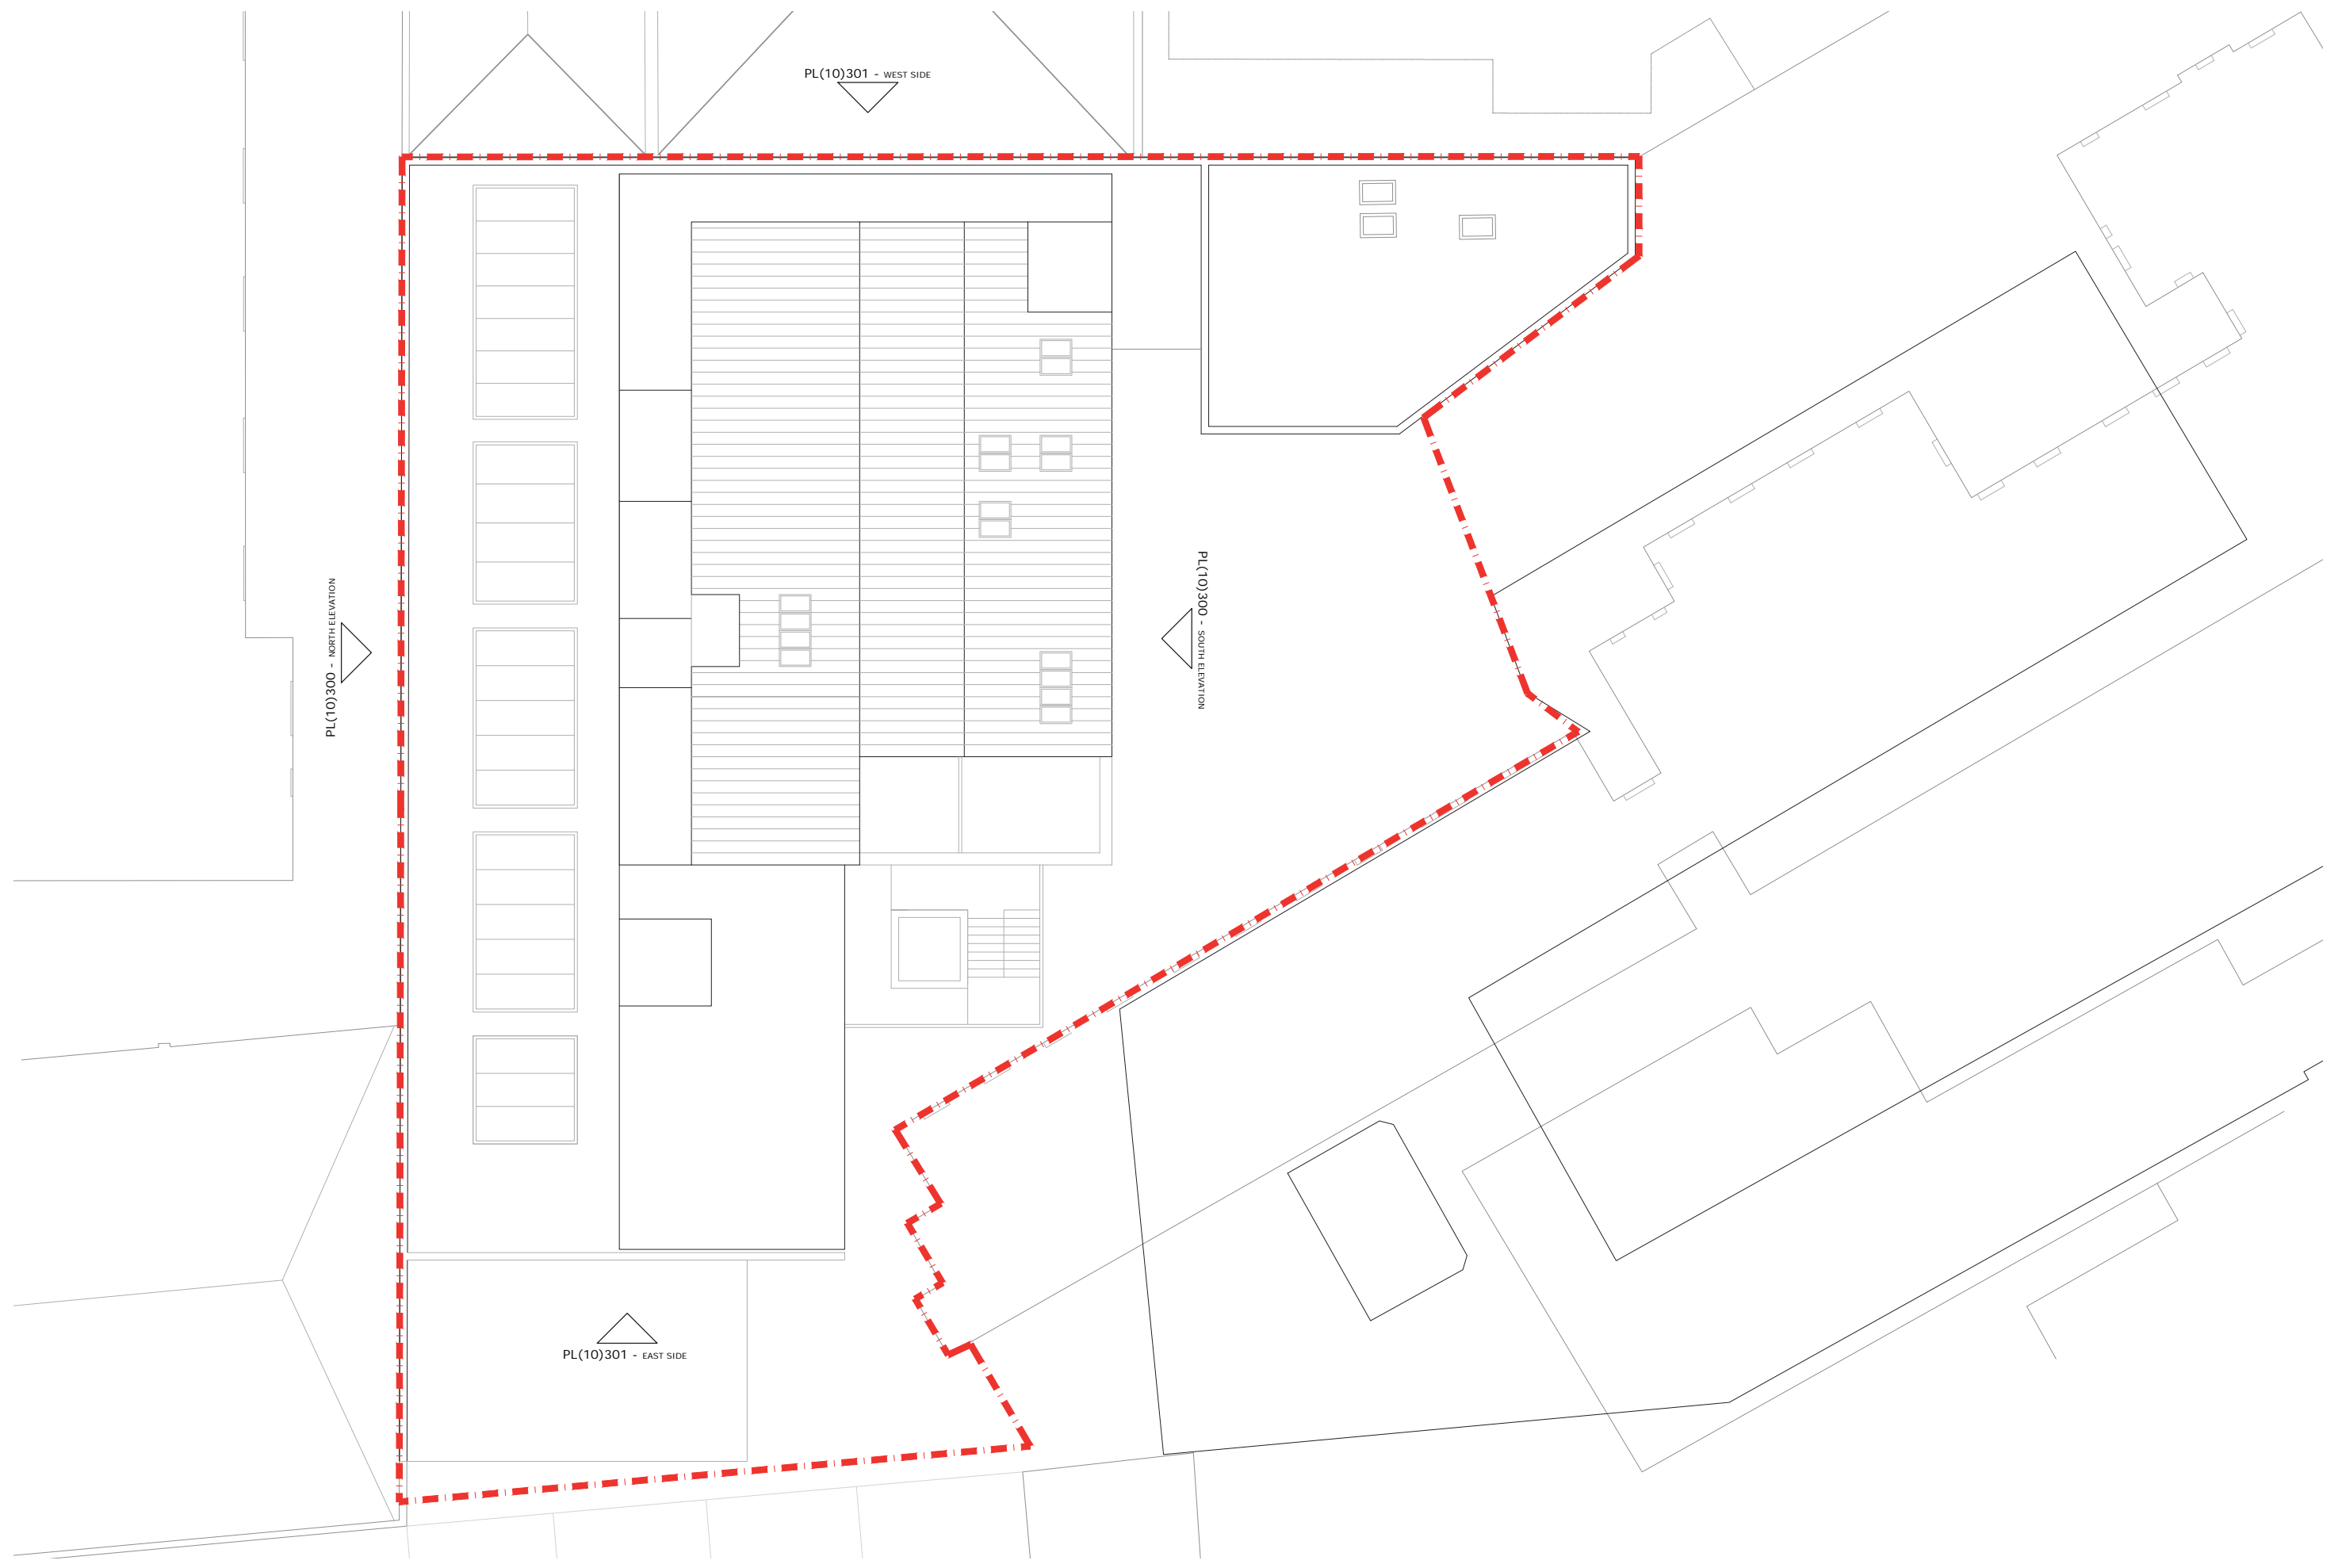 PL(10)301 - WEST SIDE
PL(10)300 - NORTH ELEVATION
PL(10)300 - SOUTH ELEVATION
PL(10)301 - EAST SIDE